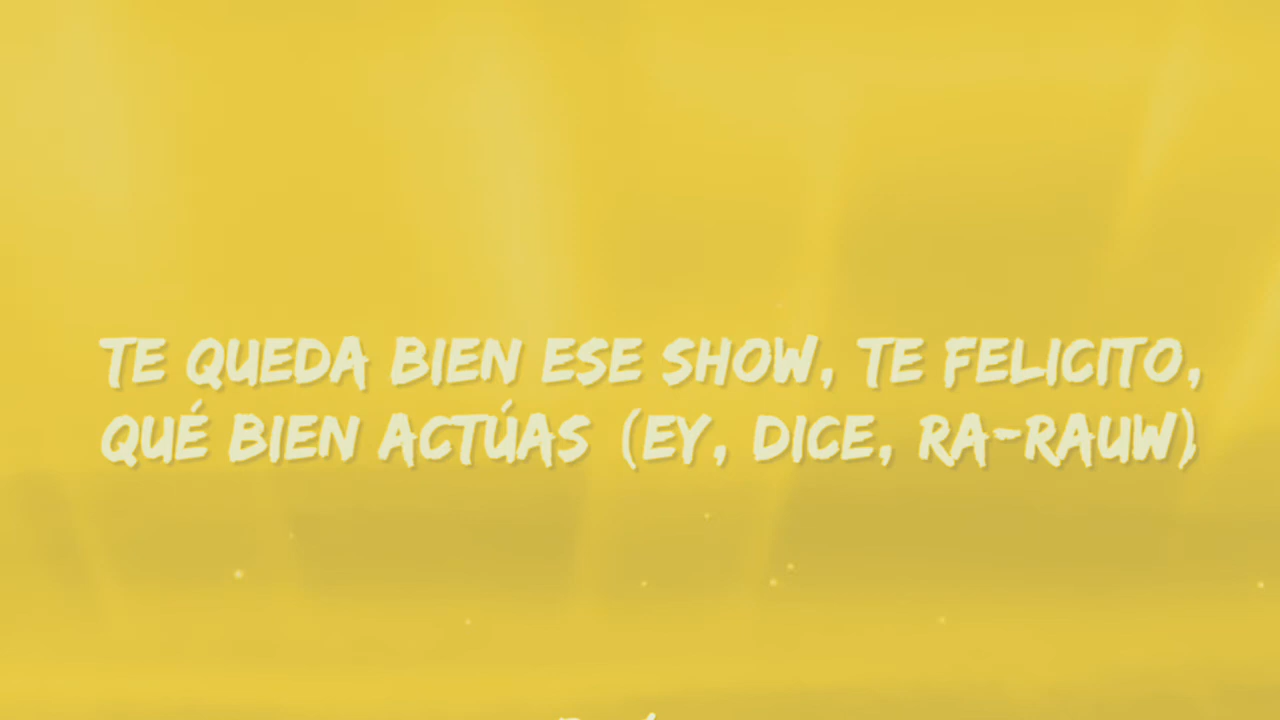 TE QUEDA BIEN ESE SHOW, TE FELICITO,
QUÉ BIEN ACTÚAS (EY, DICE, RA-RAUW)